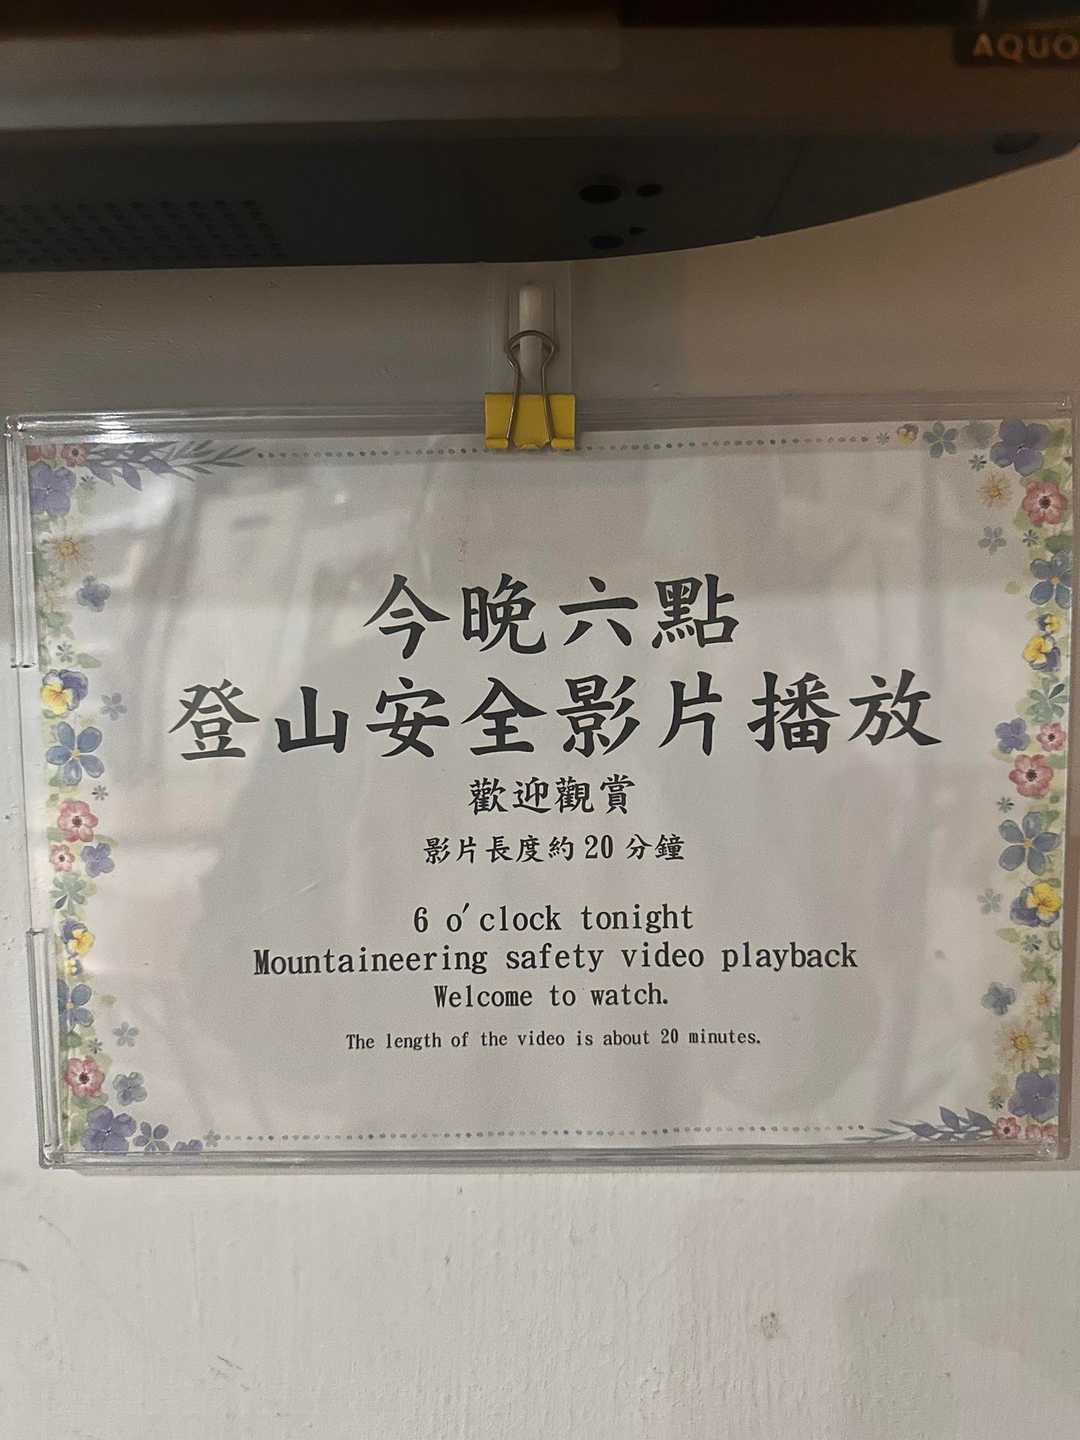 AQUO
今晚六點
登山安全影片播放
歡迎觀賞
影片長度約 20 分鐘
6 o'clock tonight
Mountaineering safety video playback
Welcome to watch.
The length of the video is about 20 minutes.